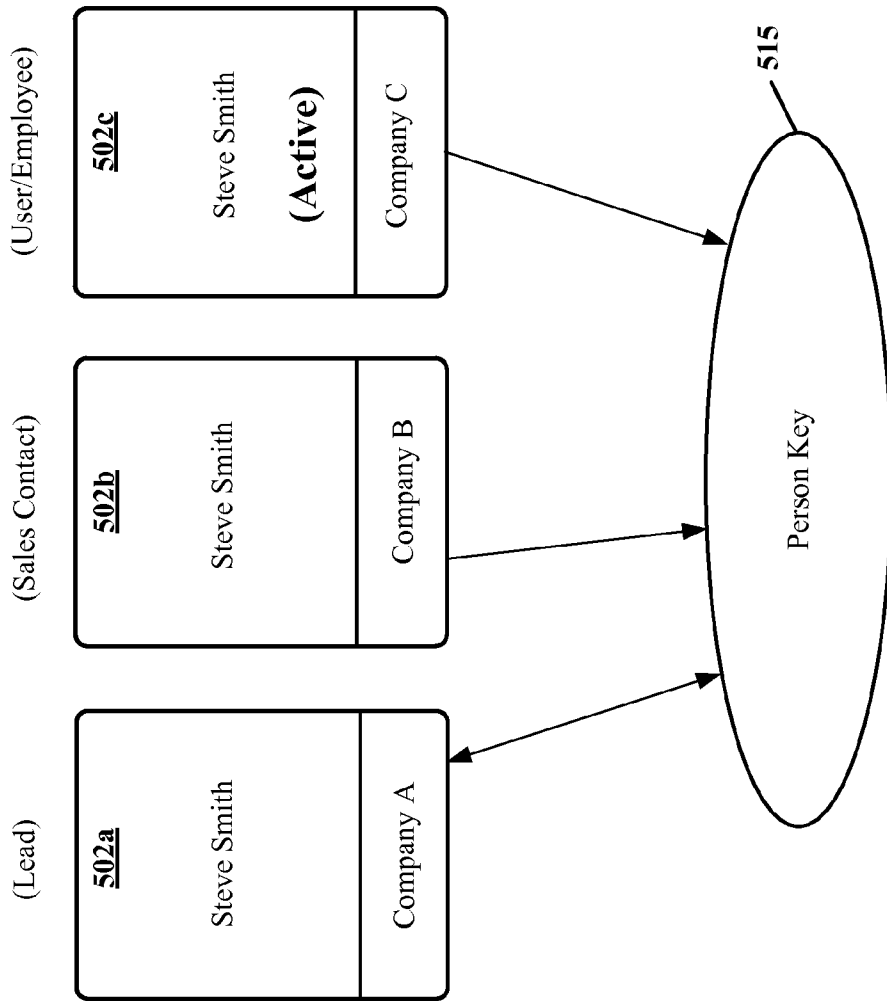 (Lead)
502a
Steve Smith
Company A
(Sales Contact)
502b
Steve Smith
Company B
(User/Employee)
502c
Steve Smith
(Active)
Company C
Person Key
515